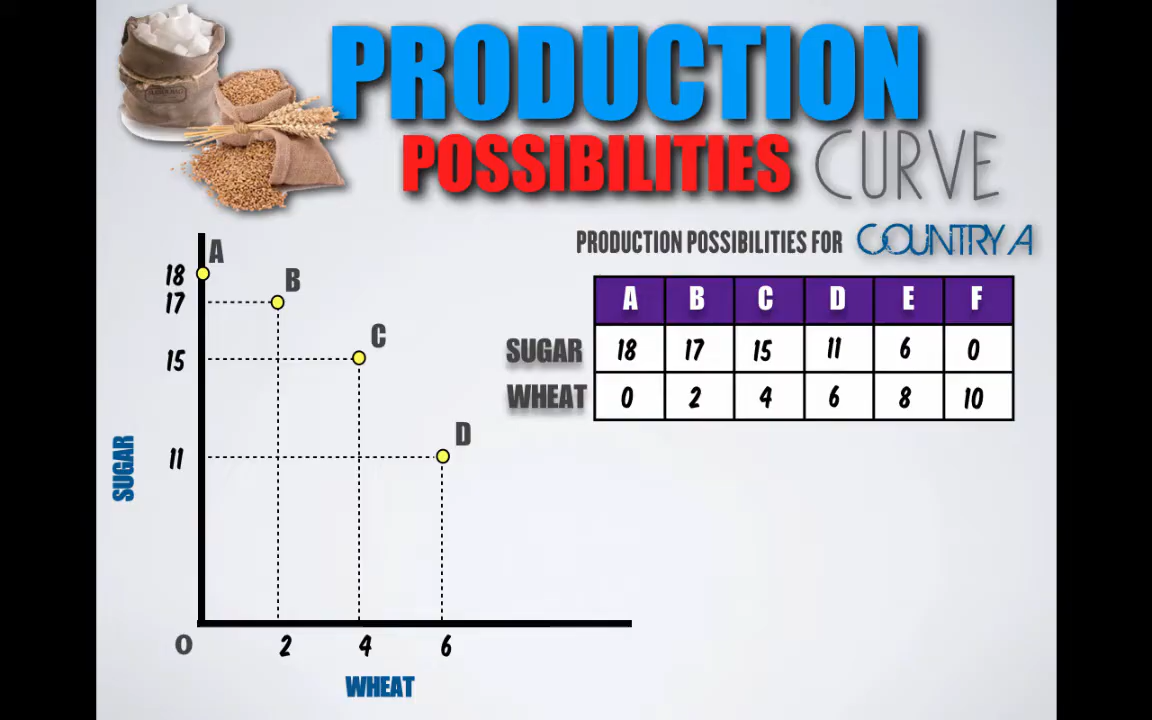 PRODUCTION
POSSIBILITIES CURVE
PRODUCTION POSSIBILITIES FOR COUNTRY A
A B C D E F
SUGAR 18 17 15 11 6 0
WHEAT 0 2 4 6 8 10
A
18
B
17
C
15
D
11
SUGAR
0 2 4 6
WHEAT